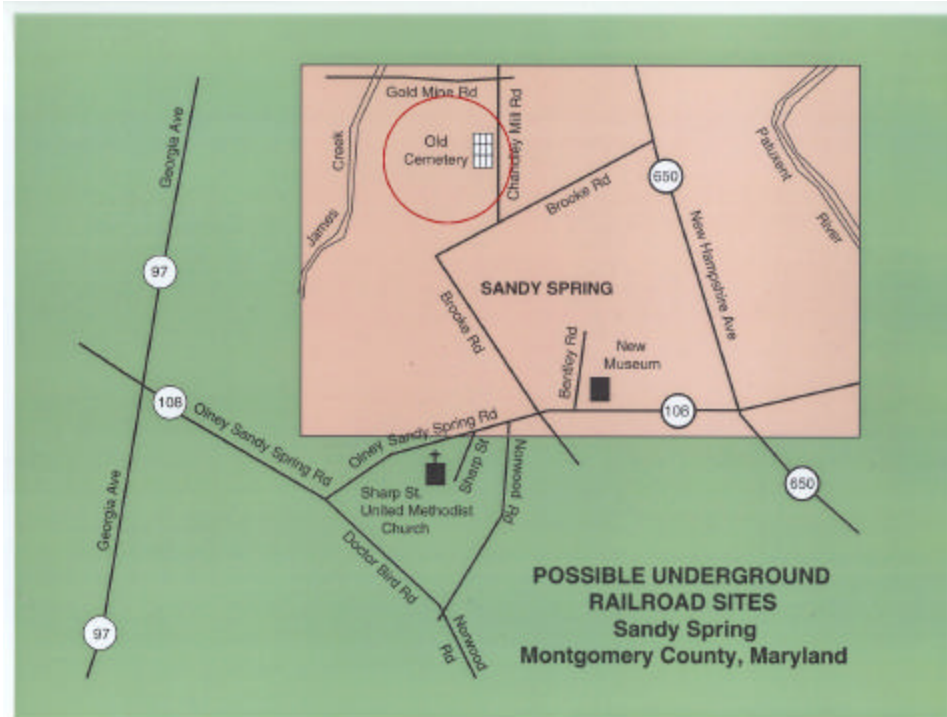 Gold Mine Rd
Georgia Ave
Old
Cemetery
Chandley Mill Rd
James
Creek
Patuxent
River
650
Brooke Rd
New Hampshire Ave
97
SANDY SPRING
Brooke Rd
Bentley Rd
New
Museum
108
108
Olney Sandy Spring Rd
Olney Sandy Spring Rd
Sharp St
Norwood Rd
650
Sharp St.
United Methodist
Church
Georgia Ave
Doctor Bird Rd
Norwood
Rd
97
POSSIBLE UNDERGROUND
RAILROAD SITES
Sandy Spring
Montgomery County, Maryland